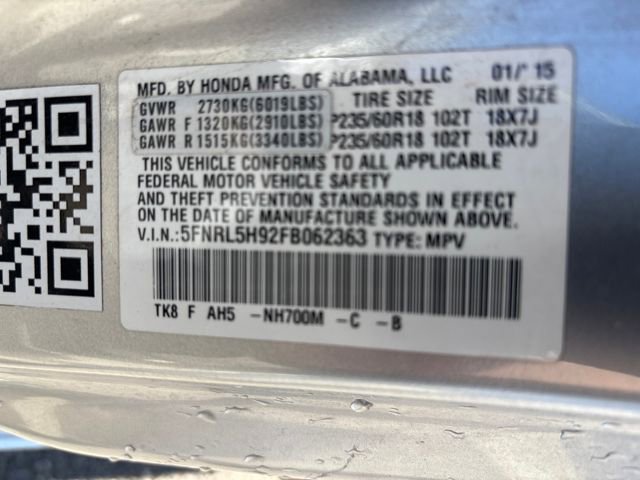 MFD. BY HONDA MFG. OF ALABAMA, LLC 01/'15
GVWR 2730KG(6019LBS) TIRE SIZE RIM SIZE
GAWR F 1320KG(2910LBS) P235/60R18 102T 18X7J
GAWR R 1515KG(3340LBS) P235/60R18 102T 18X7J
THIS VEHICLE CONFORMS TO ALL APPLICABLE
FEDERAL MOTOR VEHICLE SAFETY
AND THEFT PREVENTION STANDARDS IN EFFECT
ON THE DATE OF MANUFACTURE SHOWN ABOVE.
V.I.N.:5FNRL5H92FB062363 TYPE: MPV
TK8 F AH5 -NH700M -C -B